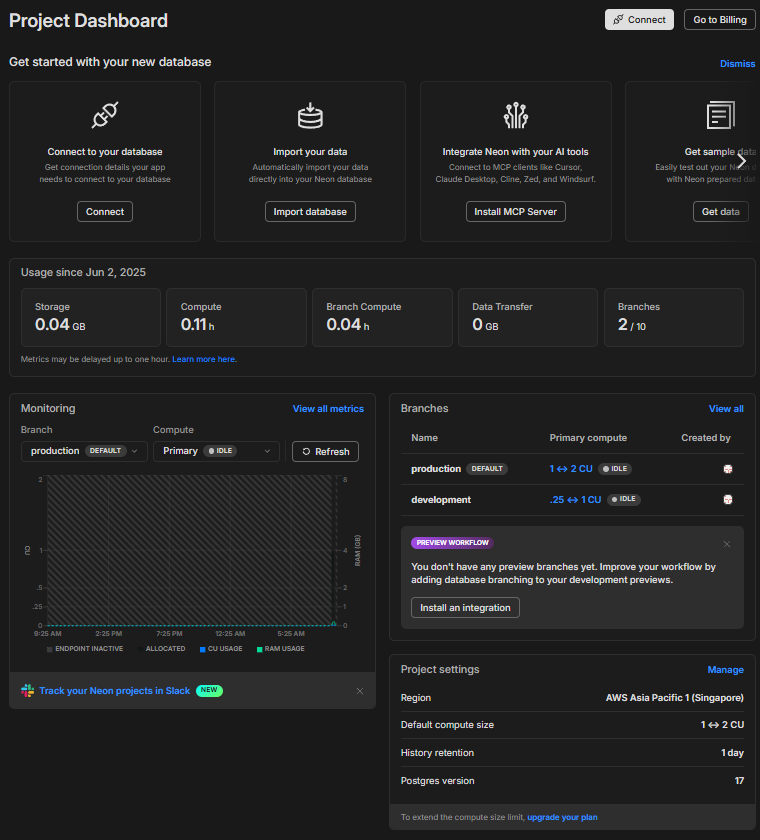 Project Dashboard
Connect
Go to Billing
Get started with your new database
Dismiss
Connect to your database
Get connection details your app
needs to connect to your database
Connect
Import your data
Automatically import your data
directly into your Neon database
Import database
Integrate Neon with your AI tools
Connect to MCP clients like Cursor,
Claude Desktop, Cline, Zed, and Windsurf.
Install MCP Server
Get sample data
Easily test out your Neon
with Neon prepared
Get data
Usage since Jun 2, 2025
Storage
0.04 GB
Compute
0.11 h
Branch Compute
0.04 h
Data Transfer
0 GB
Branches
2 / 10
Metrics may be delayed up to one hour. Learn more here.
Monitoring
View all metrics
Branch
Compute
production DEFAULT
Primary IDLE
Refresh
2
1
.5
.25
0
CU
8
4
2
1
0
RAM (GB)
9:25 AM
2:25 PM
7:25 PM
12:25 AM
5:25 AM
ENDPOINT INACTIVE
ALLOCATED
CU USAGE
RAM USAGE
Track your Neon projects in Slack NEW
Branches
View all
Name
Primary compute
Created by
production DEFAULT
1 ↔ 2 CU IDLE
development
.25 ↔ 1 CU IDLE
PREVIEW WORKFLOW
You don't have any preview branches yet. Improve your workflow by
adding database branching to your development previews.
Install an integration
Project settings
Manage
Region
AWS Asia Pacific 1 (Singapore)
Default compute size
1 ↔ 2 CU
History retention
1 day
Postgres version
17
To extend the compute size limit, upgrade your plan